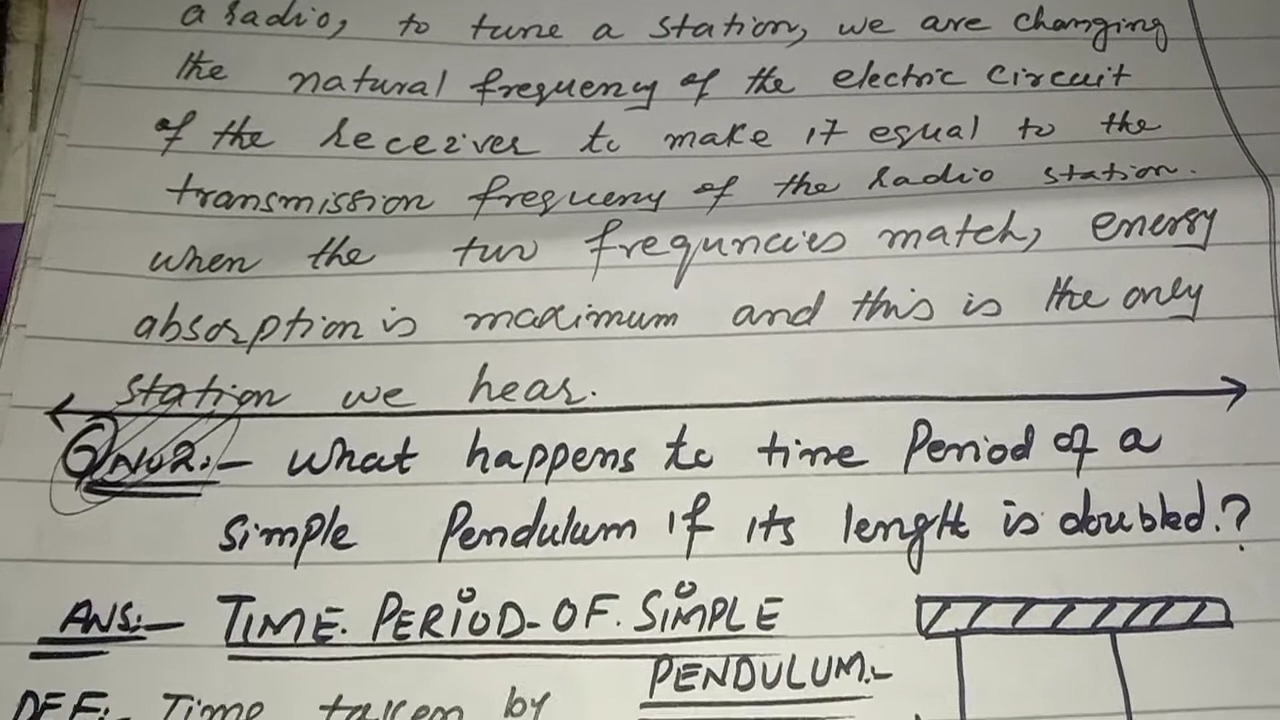 a radio, to tune a station, we are changing
the natural frequency of the electric circuit
of the receiver to make it equal to the
transmission frequeny of the radio station.
when the two frequncies match, energy
absorption is maximum and this is the only
station we hear.
QNo2:- What happens to time Period of a
simple Pendulum if its length is doubled.?
ANS:- TIME. PERIOD-OF. SIMPLE
PENDULUM:-
DEF:- Time taken by